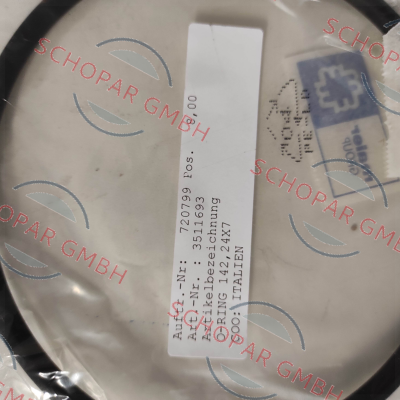 Auftr.-Nr: 720799 Pos. 8,00
Art.-Nr. : 3511693
Artikelbezeichnung
O-RING 142,24X7
COO: ITALIEN
SCHOPAR GMBH
SCHOPAR GMBH
SCHOPAR GMBH
SCHOPAR GMBH
SCHOPAR GMBH